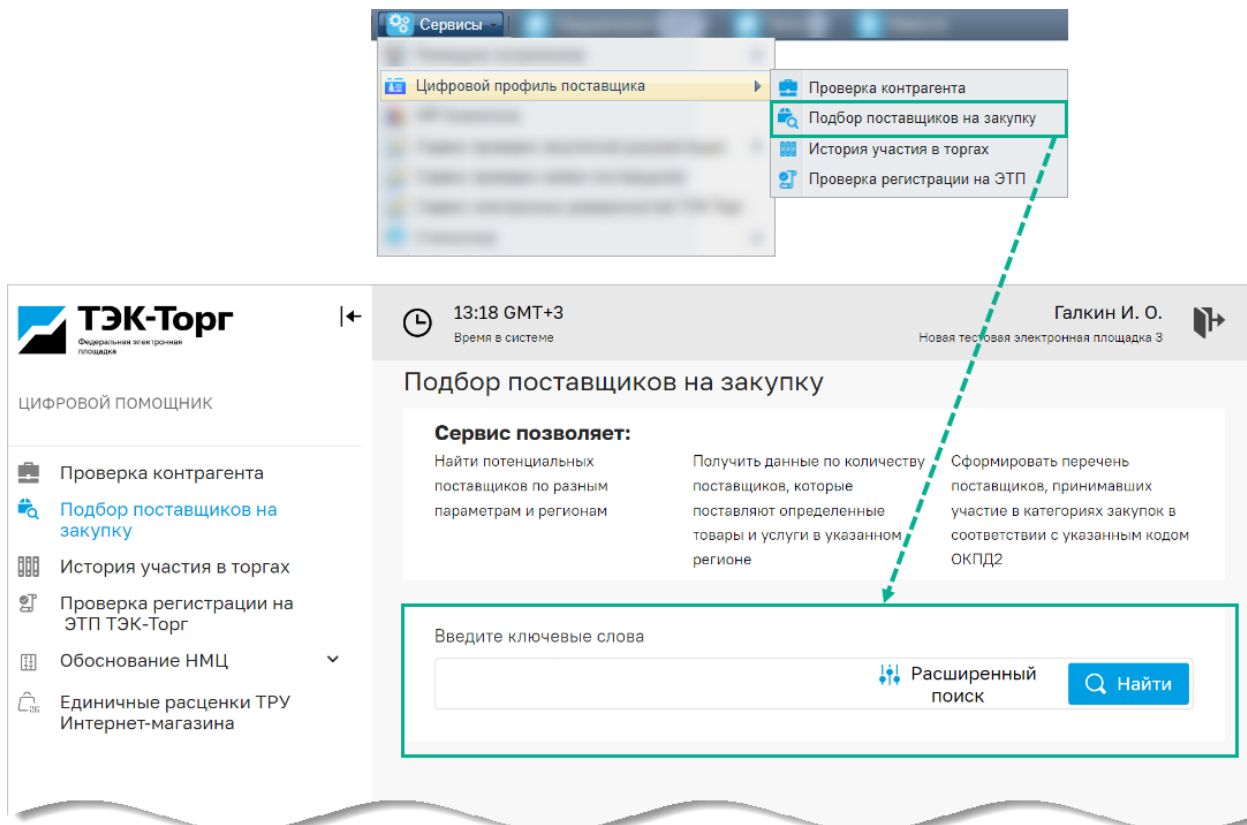 Сервисы
Цифровой профиль поставщика
Проверка контрагента
Подбор поставщиков на закупку
История участия в торгах
Проверка регистрации на ЭТП
ТЭК-Торг
Федеральная электронная
площадка
ЦИФРОВОЙ ПОМОЩНИК
Проверка контрагента
Подбор поставщиков на
закупку
История участия в торгах
Проверка регистрации на
ЭТП ТЭК-Торг
Обоснование НМЦ
Единичные расценки ТРУ
Интернет-магазина
13:18 GMT+3
Время в системе
Галкин И. О.
Новая тестовая электронная площадка 3
Подбор поставщиков на закупку
Сервис позволяет:
Найти потенциальных
поставщиков по разным
параметрам и регионам
Получить данные по количеству
поставщиков, которые
поставляют определенные
товары и услуги в указанном
регионе
Сформировать перечень
поставщиков, принимавших
участие в категориях закупок в
соответствии с указанным кодом
ОКПД2
Введите ключевые слова
Расширенный
поиск
Найти